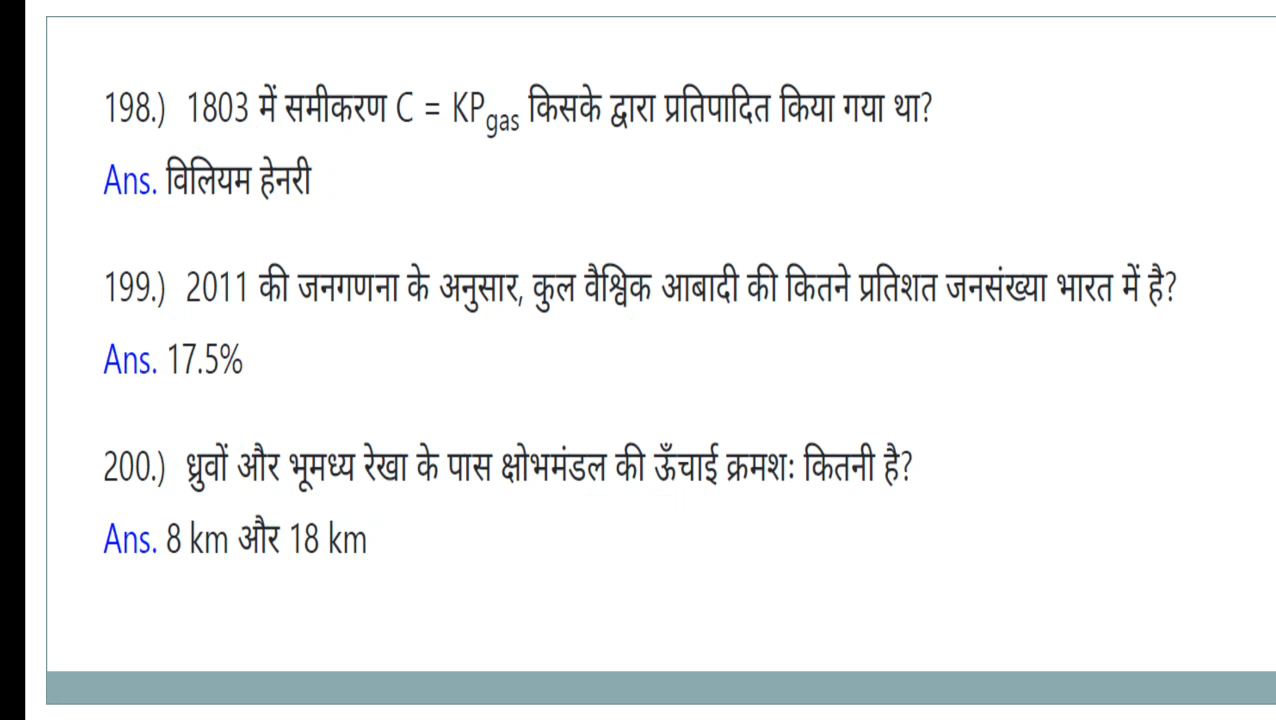 198.) 1803 में समीकरण C = KPgas किसके द्वारा प्रतिपादित किया गया था?
Ans. विलियम हेनरी
199.) 2011 की जनगणना के अनुसार, कुल वैश्विक आबादी की कितने प्रतिशत जनसंख्या भारत में है?
Ans. 17.5%
200.) ध्रुवों और भूमध्य रेखा के पास क्षोभमंडल की ऊँचाई क्रमशः कितनी है?
Ans. 8 km और 18 km